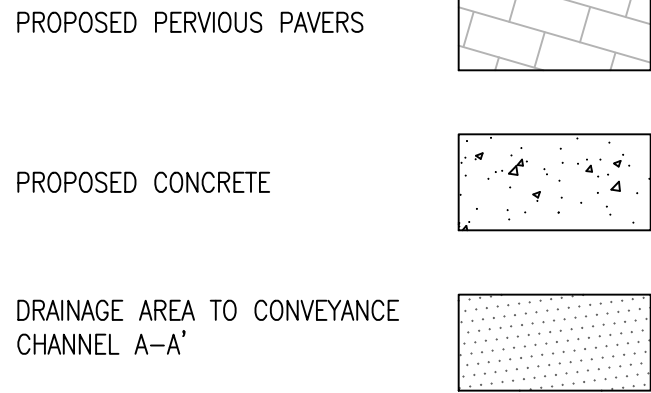 PROPOSED PERVIOUS PAVERS
PROPOSED CONCRETE
DRAINAGE AREA TO CONVEYANCE
CHANNEL A–A'